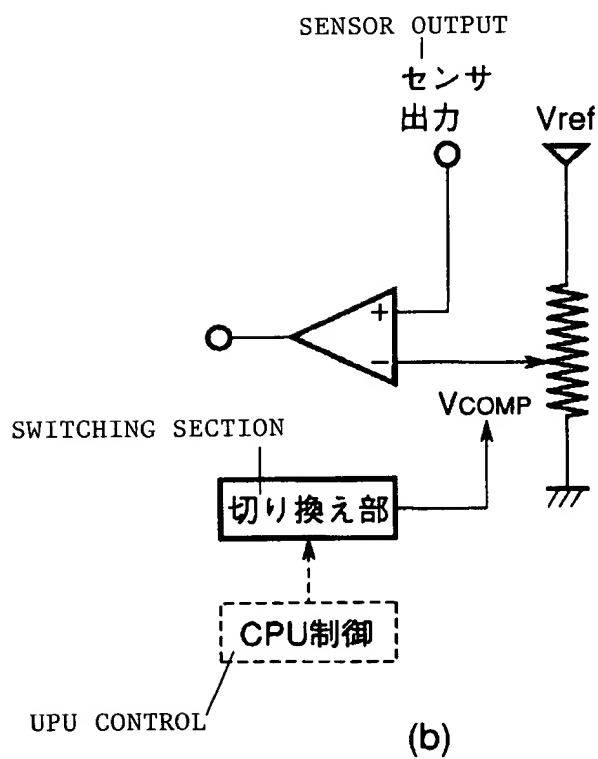 SENSOR OUTPUT
センサ
出力
Vref
+
−
VCOMP
SWITCHING SECTION
切り換え部
CPU制御
UPU CONTROL
(b)